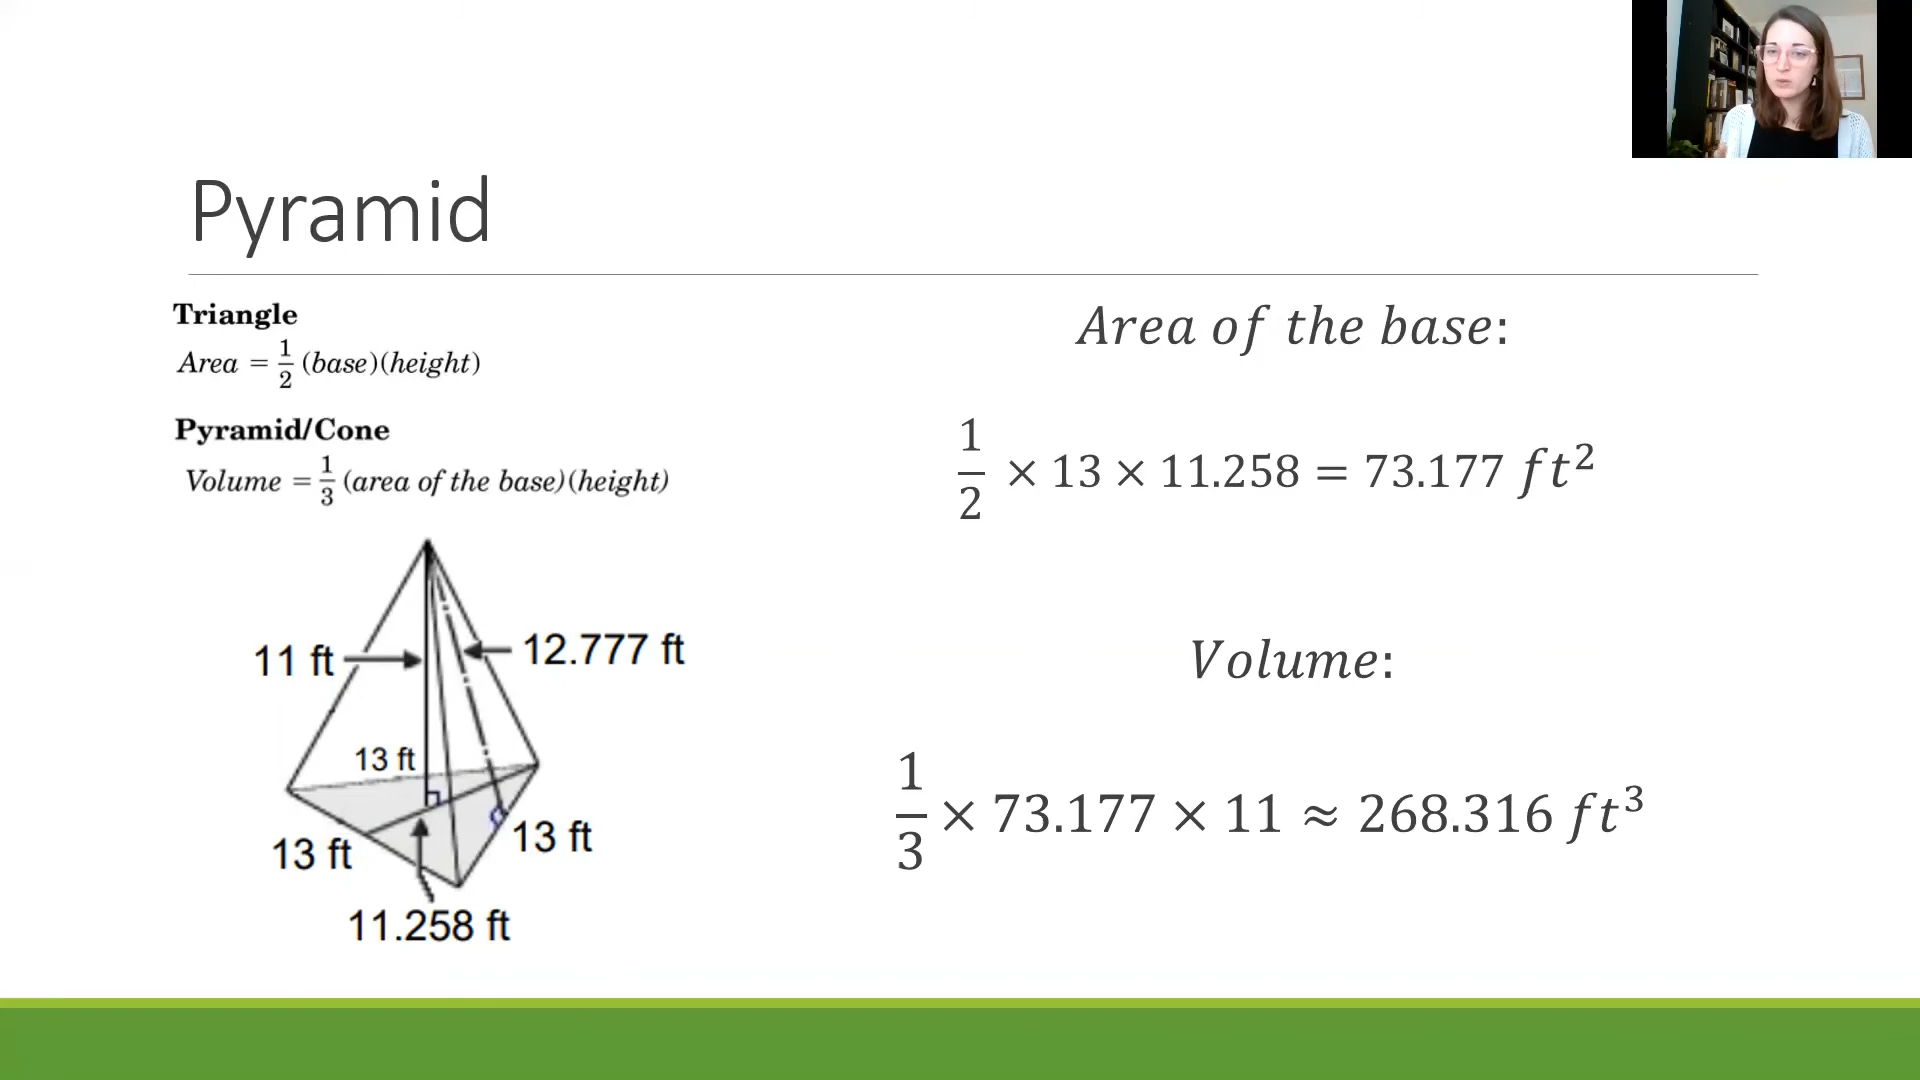 Pyramid
Triangle
Area = 1/2 (base)(height)
Pyramid/Cone
Volume = 1/3 (area of the base)(height)
11 ft
12.777 ft
13 ft
13 ft
13 ft
11.258 ft
Area of the base:
1/2 × 13 × 11.258 = 73.177 ft²
Volume:
1/3 × 73.177 × 11 ≈ 268.316 ft³